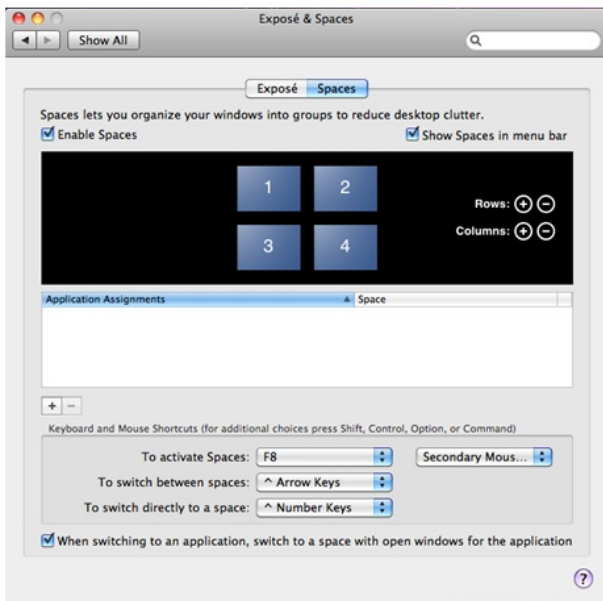 Exposé & Spaces
Show All
Exposé Spaces
Spaces lets you organize your windows into groups to reduce desktop clutter.
Enable Spaces Show Spaces in menu bar
1 2
Rows:
Columns:
3 4
Application Assignments Space
Keyboard and Mouse Shortcuts (for additional choices press Shift, Control, Option, or Command)
To activate Spaces: F8 Secondary Mous...
To switch between spaces: ^ Arrow Keys
To switch directly to a space: ^ Number Keys
When switching to an application, switch to a space with open windows for the application
?